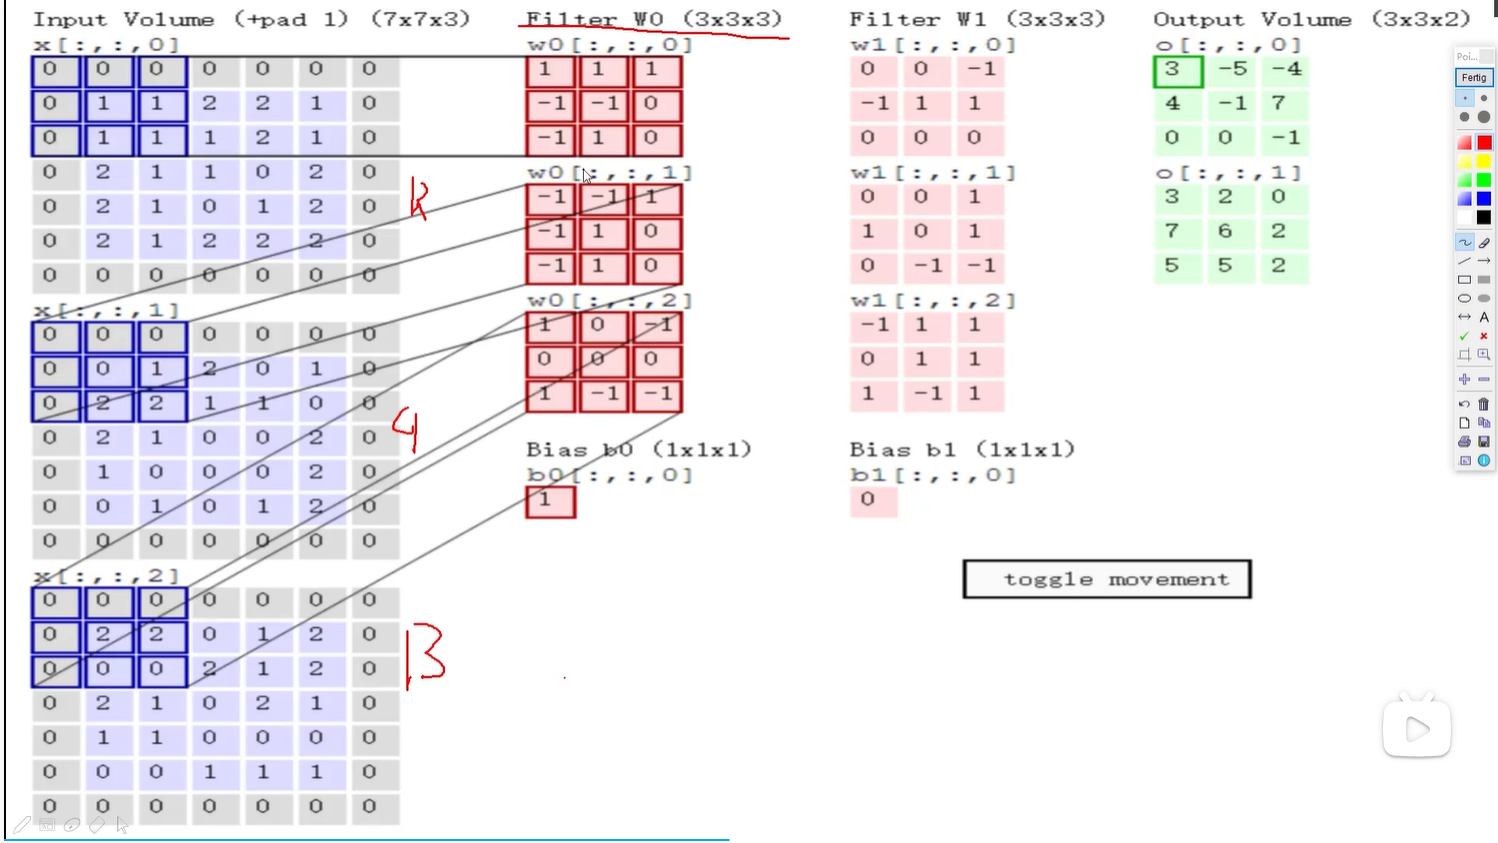 Input Volume (+pad 1) (7x7x3)
x[:,:,0]
0 0 0 0 0 0 0
0 1 1 2 2 1 0
0 1 1 1 2 1 0
0 2 1 1 0 2 0
0 2 1 0 1 2 0
0 2 1 2 2 2 0
0 0 0 0 0 0 0
R
x[:,:,1]
0 0 0 0 0 0 0
0 0 1 2 0 1 0
0 2 2 1 1 0 0
0 2 1 0 0 2 0
0 1 0 0 0 2 0
0 0 1 0 1 2 0
0 0 0 0 0 0 0
G
x[:,:,2]
0 0 0 0 0 0 0
0 2 2 0 1 2 0
0 0 0 2 1 2 0
0 2 1 0 2 1 0
0 1 1 0 0 0 0
0 0 0 1 1 1 0
0 0 0 0 0 0 0
B
Filter W0 (3x3x3)
w0[:,:,0]
1 1 1
-1 -1 0
-1 1 0
w0[:,:,1]
-1 -1 1
-1 1 0
-1 1 0
w0[:,:,2]
1 0 -1
0 0 0
1 -1 -1
Bias b0 (1x1x1)
b0[:,:,0]
1
Filter W1 (3x3x3)
w1[:,:,0]
0 0 -1
-1 1 1
0 0 0
w1[:,:,1]
0 0 1
1 0 1
0 -1 -1
w1[:,:,2]
-1 1 1
0 1 1
1 -1 1
Bias b1 (1x1x1)
b1[:,:,0]
0
Output Volume (3x3x2)
o[:,:,0]
3 -5 -4
4 -1 7
0 0 -1
o[:,:,1]
3 2 0
7 6 2
5 5 2
toggle movement
Poi...
Fertig
A